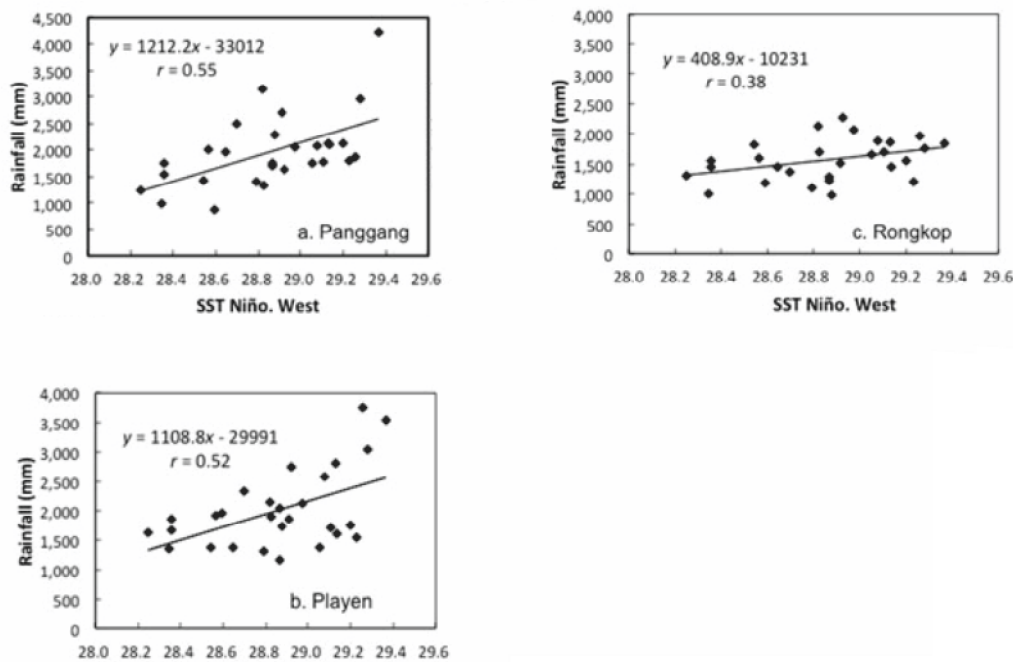 4,500
4,000
3,500
3,000
2,500
2,000
1,500
1,000
500
0
Rainfall (mm)
y = 1212.2x - 33012
r = 0.55
a. Panggang
28.0 28.2 28.4 28.6 28.8 29.0 29.2 29.4 29.6
SST Niño. West
4,000
3,500
3,000
2,500
2,000
1,500
1,000
500
0
Rainfall (mm)
y = 408.9x - 10231
r = 0.38
c. Rongkop
28.0 28.2 28.4 28.6 28.8 29.0 29.2 29.4 29.6
SST Niño. West
4,000
3,500
3,000
2,500
2,000
1,500
1,000
500
0
Rainfall (mm)
y = 1108.8x - 29991
r = 0.52
b. Playen
28.0 28.2 28.4 28.6 28.8 29.0 29.2 29.4 29.6